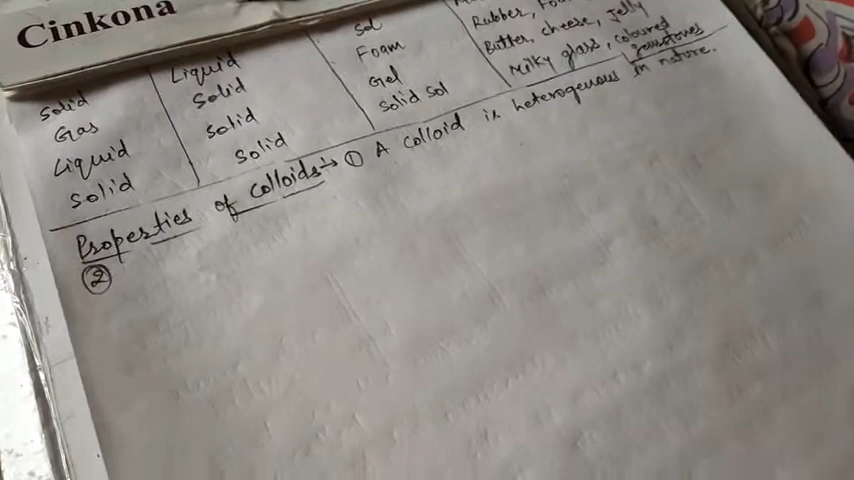 Cinkona
Solid Liquid Sol Rubber,
Gas Solid Foam Butter, cheese, Jelly
Liquid Solid Gel Milky glass, coloured
Solid Solid Solid Sol gemstones
Properties of Colloids:→ ① A colloid is heterogenous in nature.
②